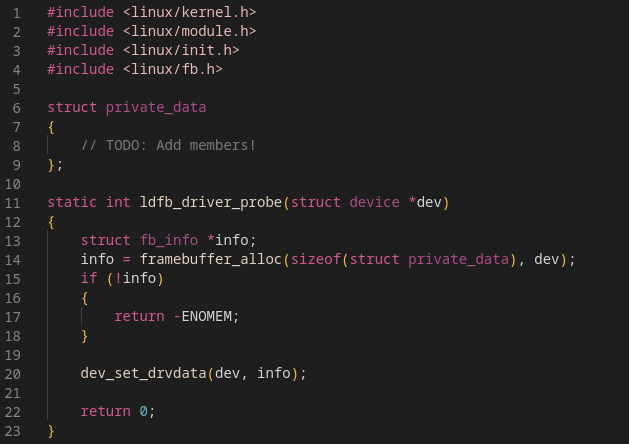 1 #include <linux/kernel.h>
2 #include <linux/module.h>
3 #include <linux/init.h>
4 #include <linux/fb.h>
5
6 struct private_data
7 {
8     // TODO: Add members!
9 };
10
11 static int ldfb_driver_probe(struct device *dev)
12 {
13     struct fb_info *info;
14     info = framebuffer_alloc(sizeof(struct private_data), dev);
15     if (!info)
16     {
17         return -ENOMEM;
18     }
19
20     dev_set_drvdata(dev, info);
21
22     return 0;
23 }